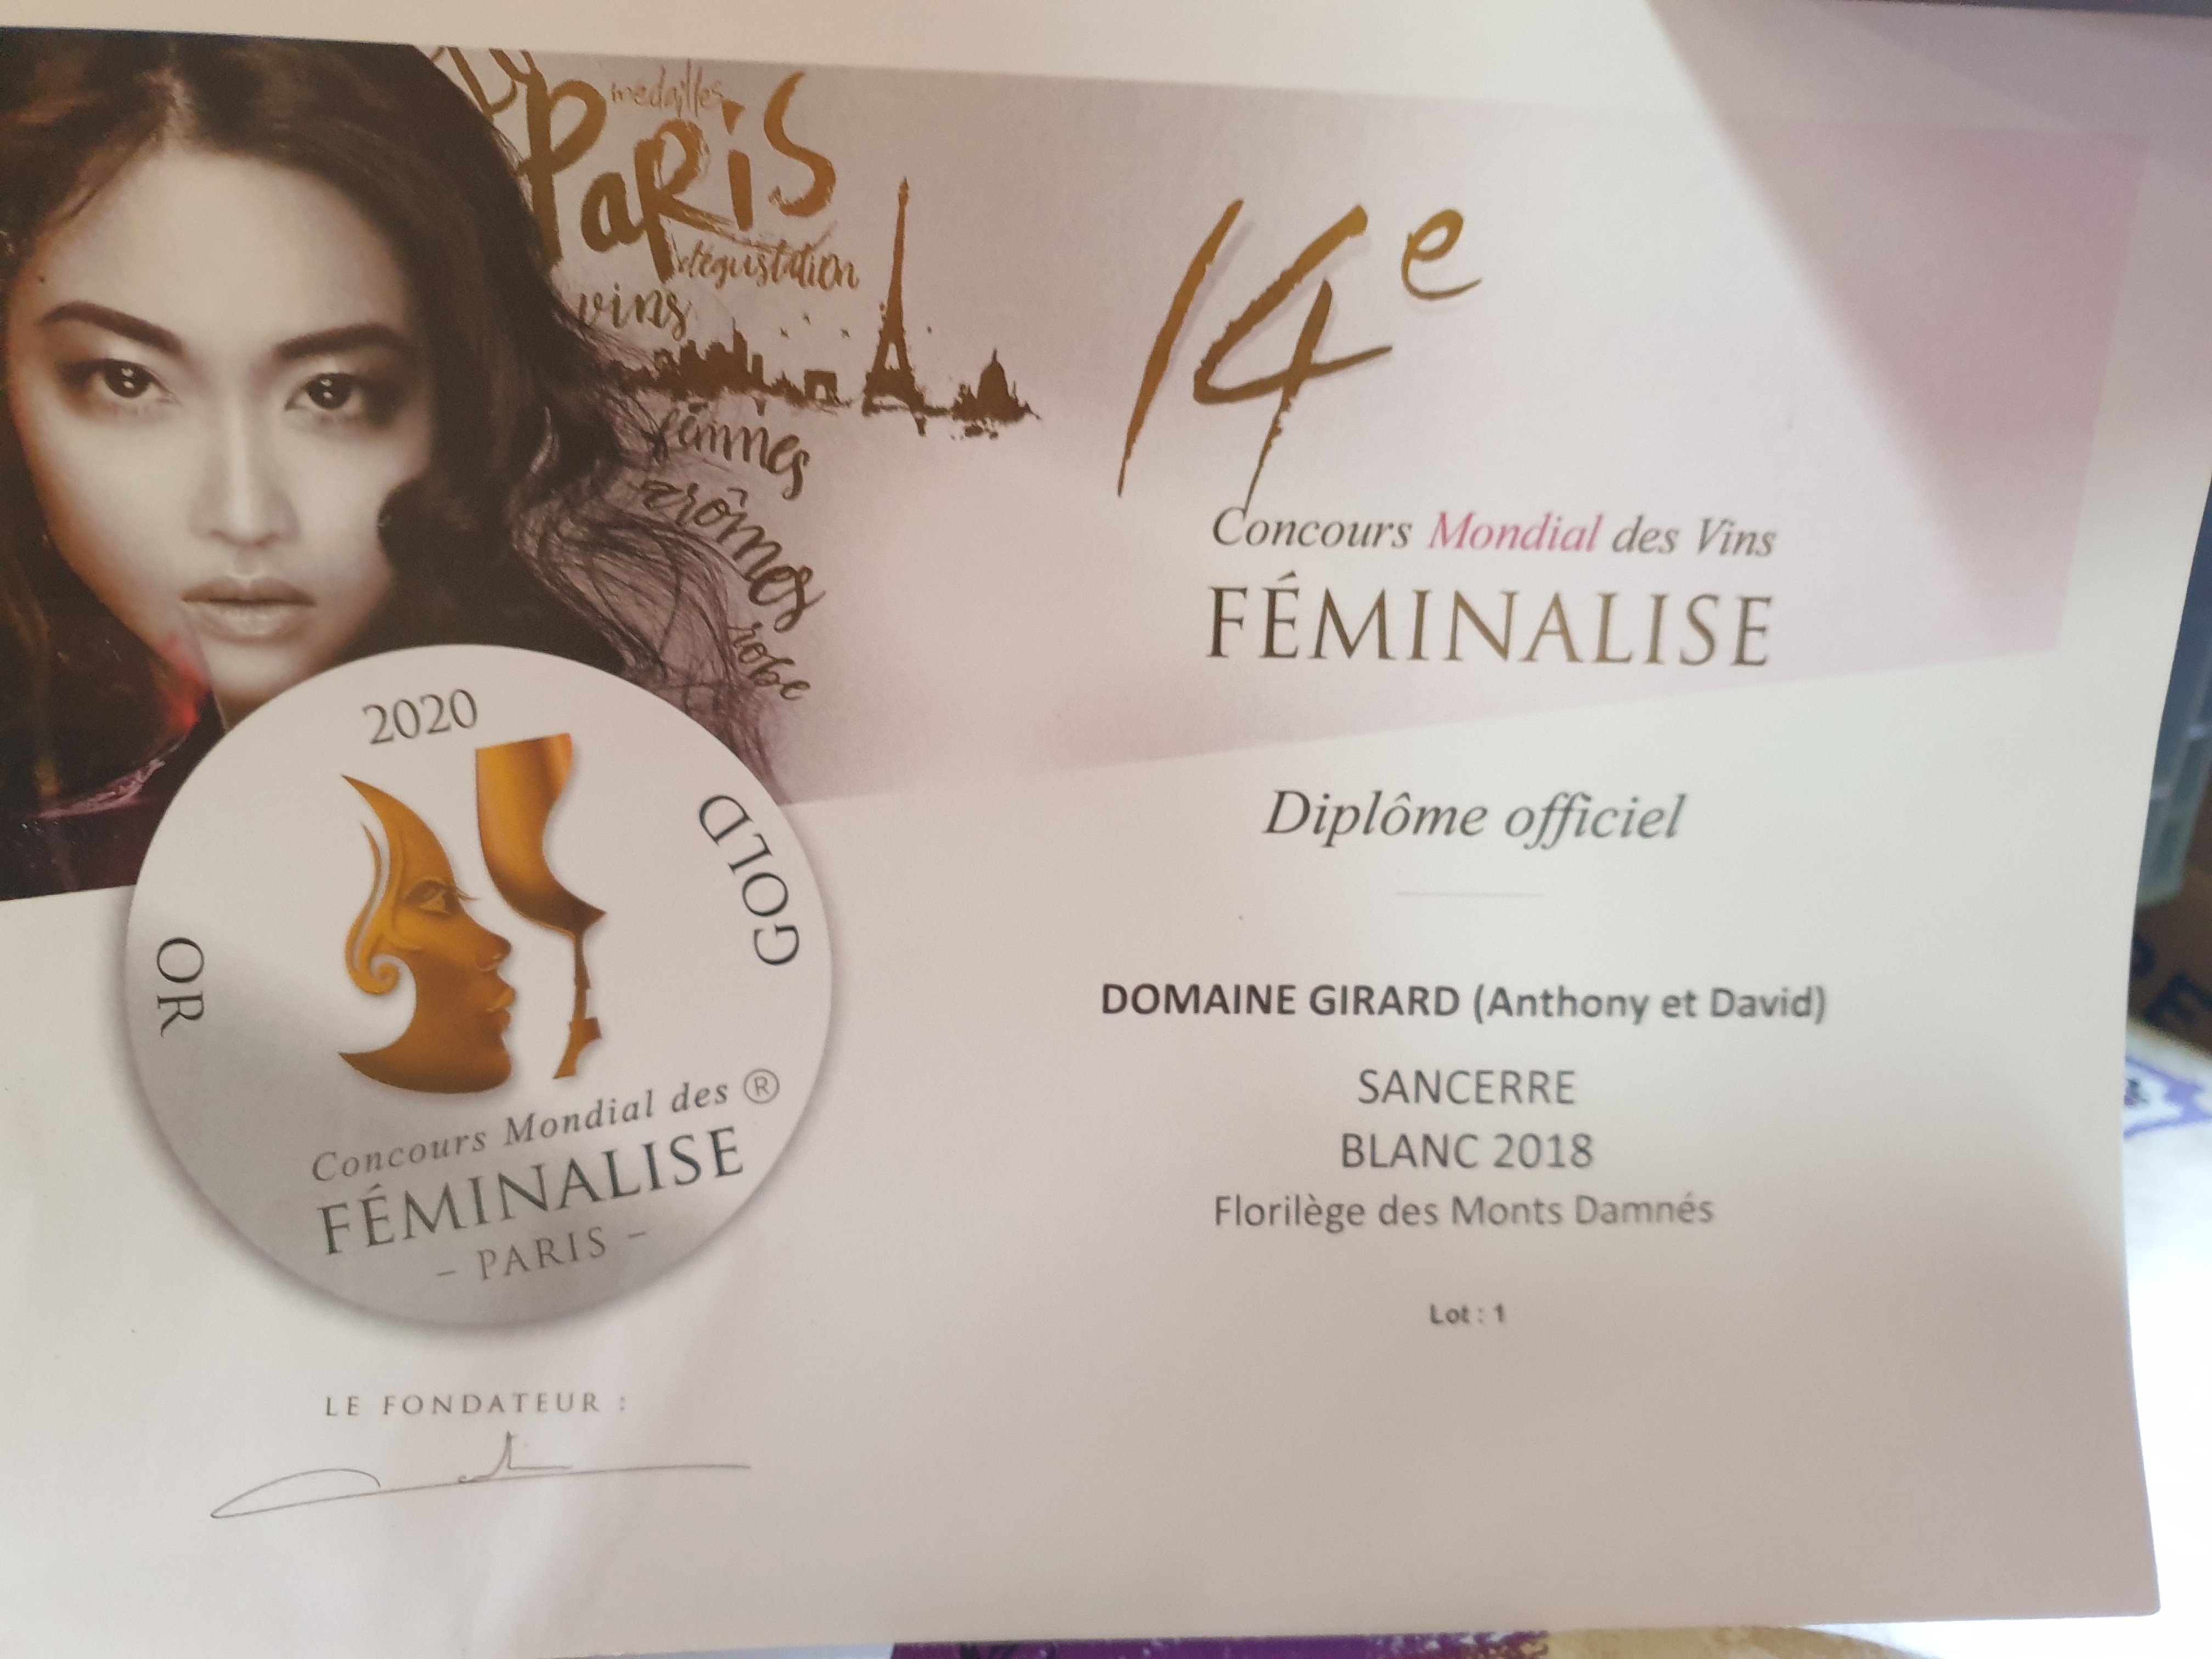 médailles
PaRiS
dégustation
vins
femmes
arômes
robe
14e
Concours Mondial des Vins
FÉMINALISE
2020
OR
GOLD
Concours Mondial des ®
FÉMINALISE
– PARIS –
Diplôme officiel
DOMAINE GIRARD (Anthony et David)
SANCERRE
BLANC 2018
Florilège des Monts Damnés
Lot : 1
LE FONDATEUR :